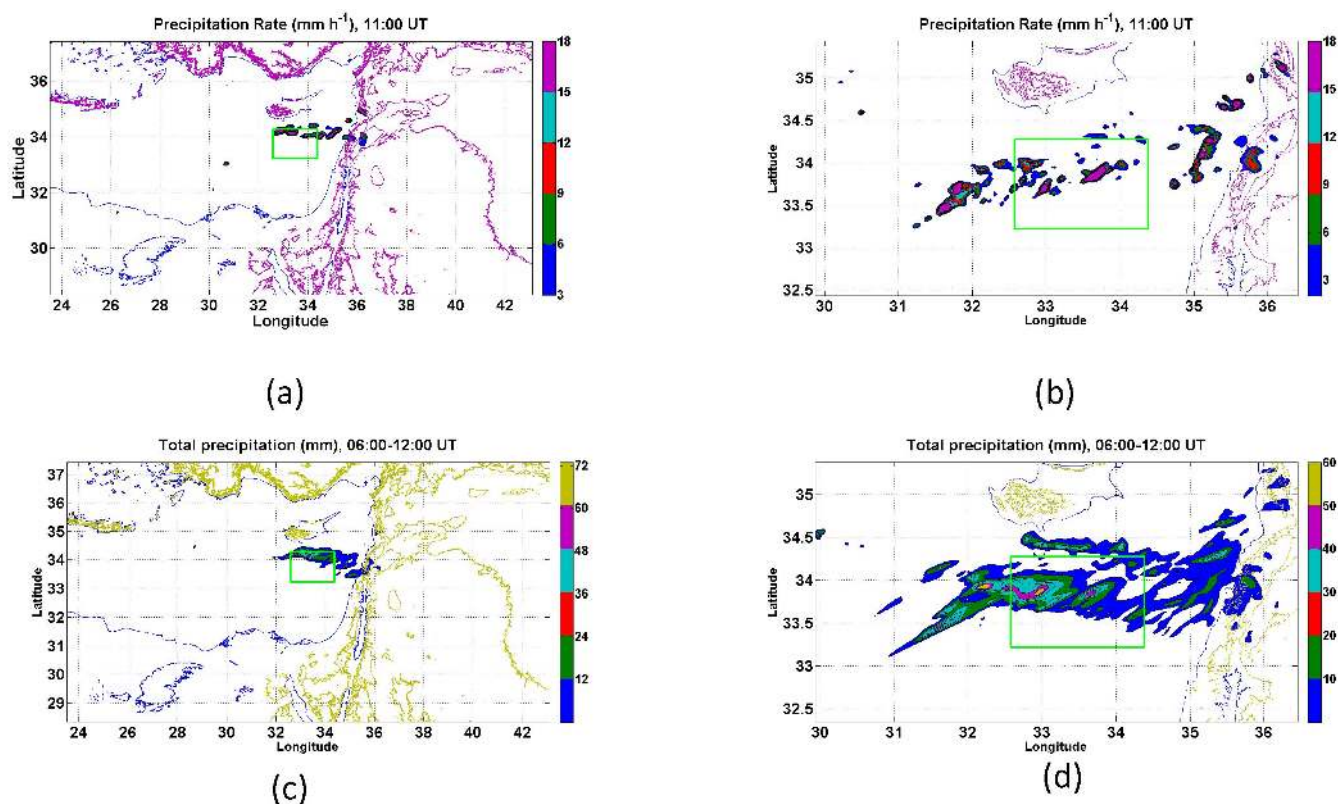 Precipitation Rate (mm h⁻¹), 11:00 UT
Latitude
36
34
32
30
24 26 28 30 32 34 36 38 40 42
Longitude
18
15
12
9
6
3
(a)
Precipitation Rate (mm h⁻¹), 11:00 UT
Latitude
35
34.5
34
33.5
33
32.5
30 31 32 33 34 35 36
Longitude
18
15
12
9
6
3
(b)
Total precipitation (mm), 06:00-12:00 UT
Latitude
37
36
35
34
33
32
31
30
29
24 26 28 30 32 34 36 38 40 42
Longitude
72
60
48
36
24
12
(c)
Total precipitation (mm), 06:00-12:00 UT
Latitude
35
34.5
34
33.5
33
32.5
30 31 32 33 34 35 36
Longitude
60
50
40
30
20
10
(d)